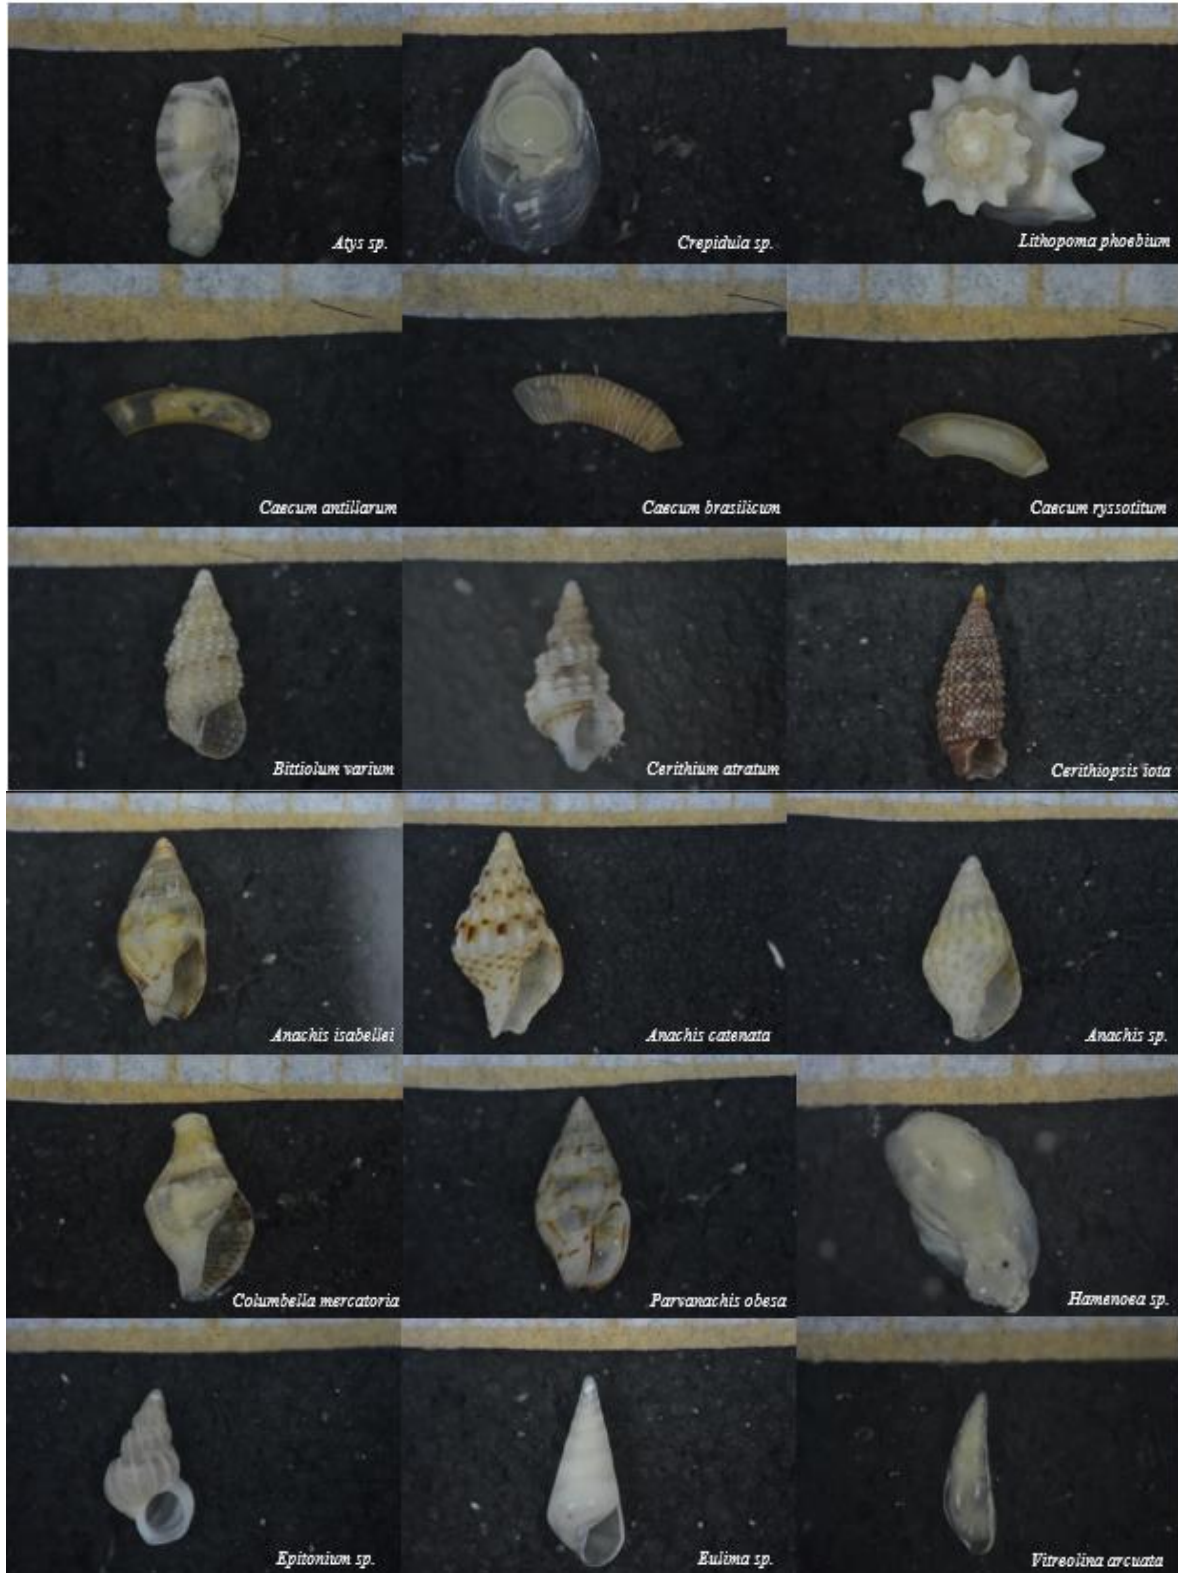 Atys sp.
Crepidula sp.
Lithopoma phoebium
Caecum antillarum
Caecum brasilicum
Caecum ryssotitum
Bittiolum varium
Cerithium atratum
Cerithiopsis iota
Anachis isabellei
Anachis catenata
Anachis sp.
Columbella mercatoria
Parvanachis obesa
Hamenoea sp.
Epitonium sp.
Eulima sp.
Vitreolina arcuata